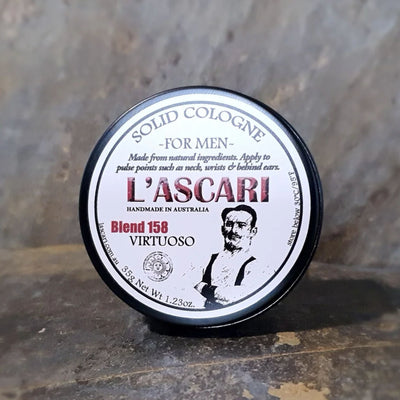 SOLID COLOGNE
-FOR MEN-
Made from natural ingredients. Apply to
pulse points such as neck, wrists & behind ears.
L'ASCARI
HANDMADE IN AUSTRALIA
Blend 158
VIRTUOSO
35g Net Wt 1.23oz.